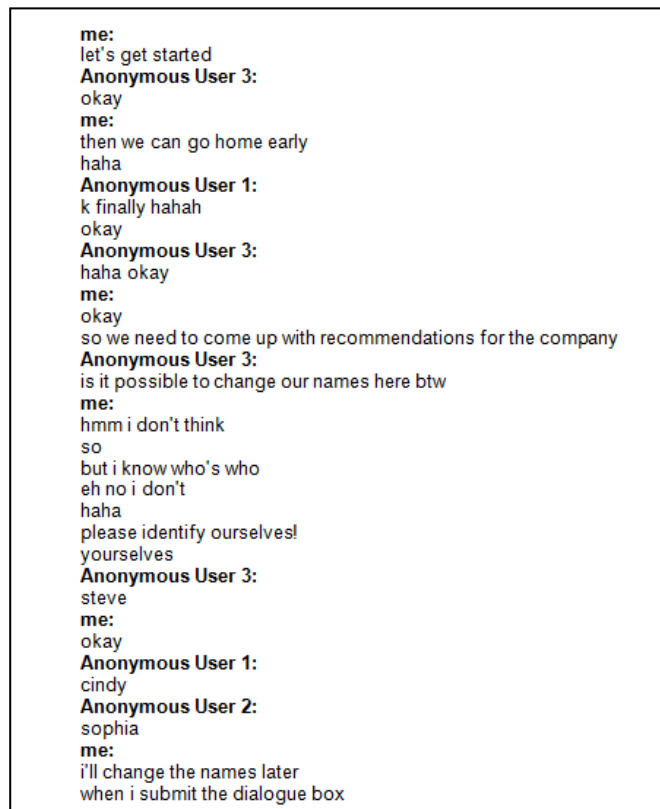 me:
let's get started
Anonymous User 3:
okay
me:
then we can go home early
haha
Anonymous User 1:
k finally hahah
okay
Anonymous User 3:
haha okay
me:
okay
so we need to come up with recommendations for the company
Anonymous User 3:
is it possible to change our names here btw
me:
hmm i don't think
so
but i know who's who
eh no i don't
haha
please identify ourselves!
yourselves
Anonymous User 3:
steve
me:
okay
Anonymous User 1:
cindy
Anonymous User 2:
sophia
me:
i'll change the names later
when i submit the dialogue box